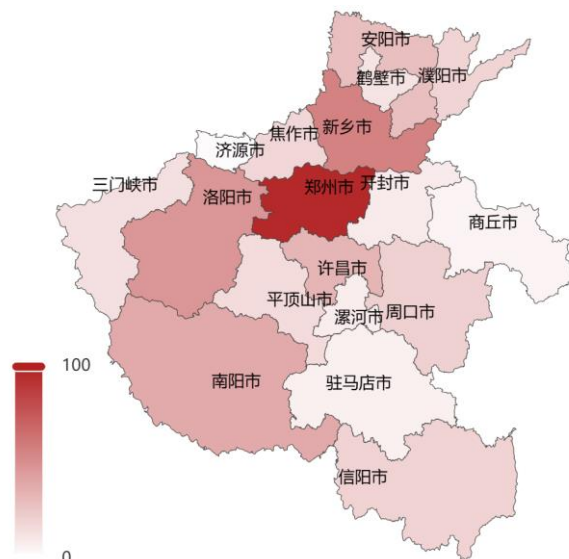 安阳市
鹤壁市
濮阳市
新乡市
焦作市
济源市
三门峡市
洛阳市
郑州市
开封市
商丘市
许昌市
平顶山市
漯河市
周口市
南阳市
驻马店市
信阳市
100
0